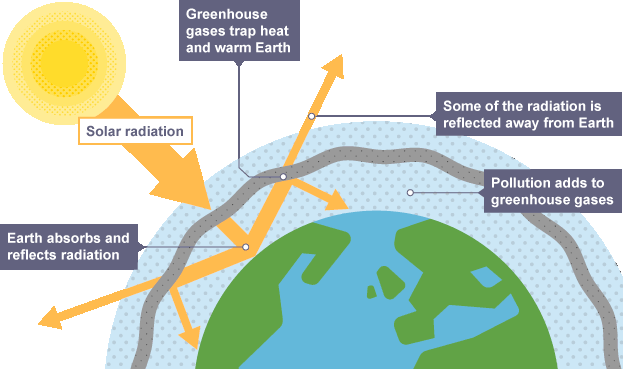 Greenhouse
gases trap heat
and warm Earth
Solar radiation
Some of the radiation is
reflected away from Earth
Pollution adds to
greenhouse gases
Earth absorbs and
reflects radiation